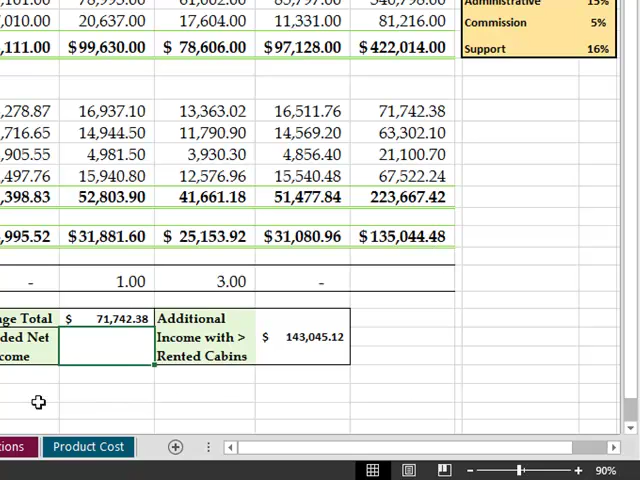 Administrative 15%
,010.00 20,637.00 17,604.00 11,331.00 81,216.00
Commission 5%
,111.00 $99,630.00 $ 78,606.00 $97,128.00 $422,014.00
Support 16%
,278.87 16,937.10 13,363.02 16,511.76 71,742.38
,716.65 14,944.50 11,790.90 14,569.20 63,302.10
,905.55 4,981.50 3,930.30 4,856.40 21,100.70
,497.76 15,940.80 12,576.96 15,540.48 67,522.24
,398.83 52,803.90 41,661.18 51,477.84 223,667.42
,995.52 $31,881.60 $ 25,153.92 $31,080.96 $135,044.48
- 1.00 3.00 -
age Total $ 71,742.38 Additional
ded Net Income with > $ 143,045.12
come Rented Cabins
tions Product Cost
90%